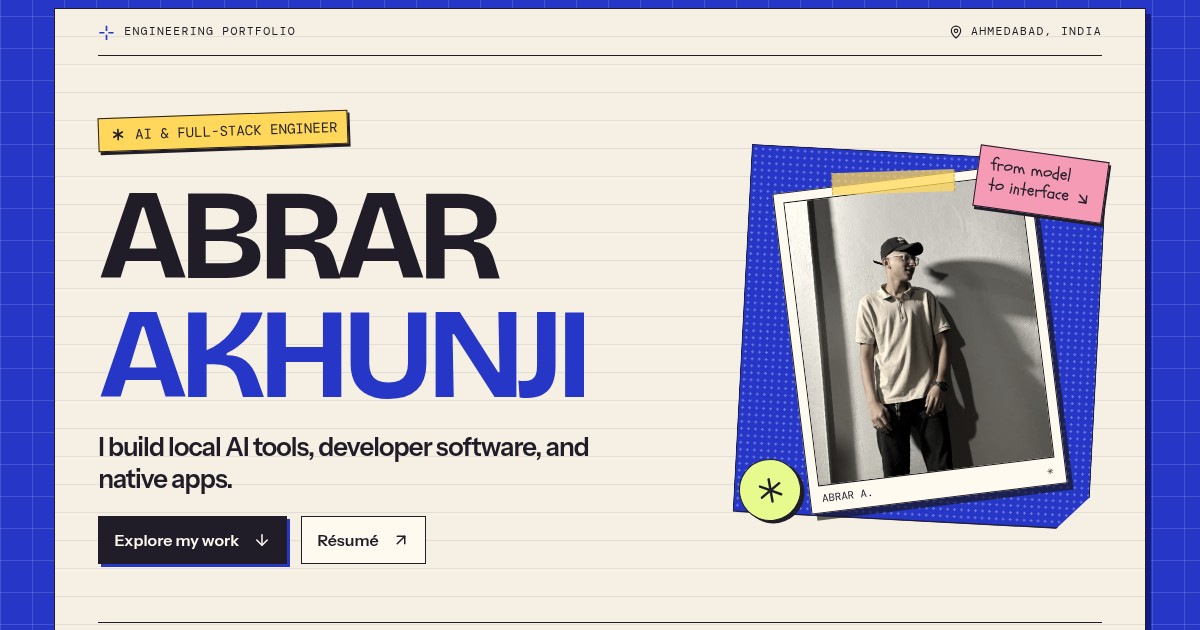 ENGINEERING PORTFOLIO
AHMEDABAD, INDIA
AI & FULL-STACK ENGINEER
ABRAR
AKHUNJI
I build local AI tools, developer software, and
native apps.
Explore my work ↓
Résumé ↗
from model
to interface ↘
ABRAR A.